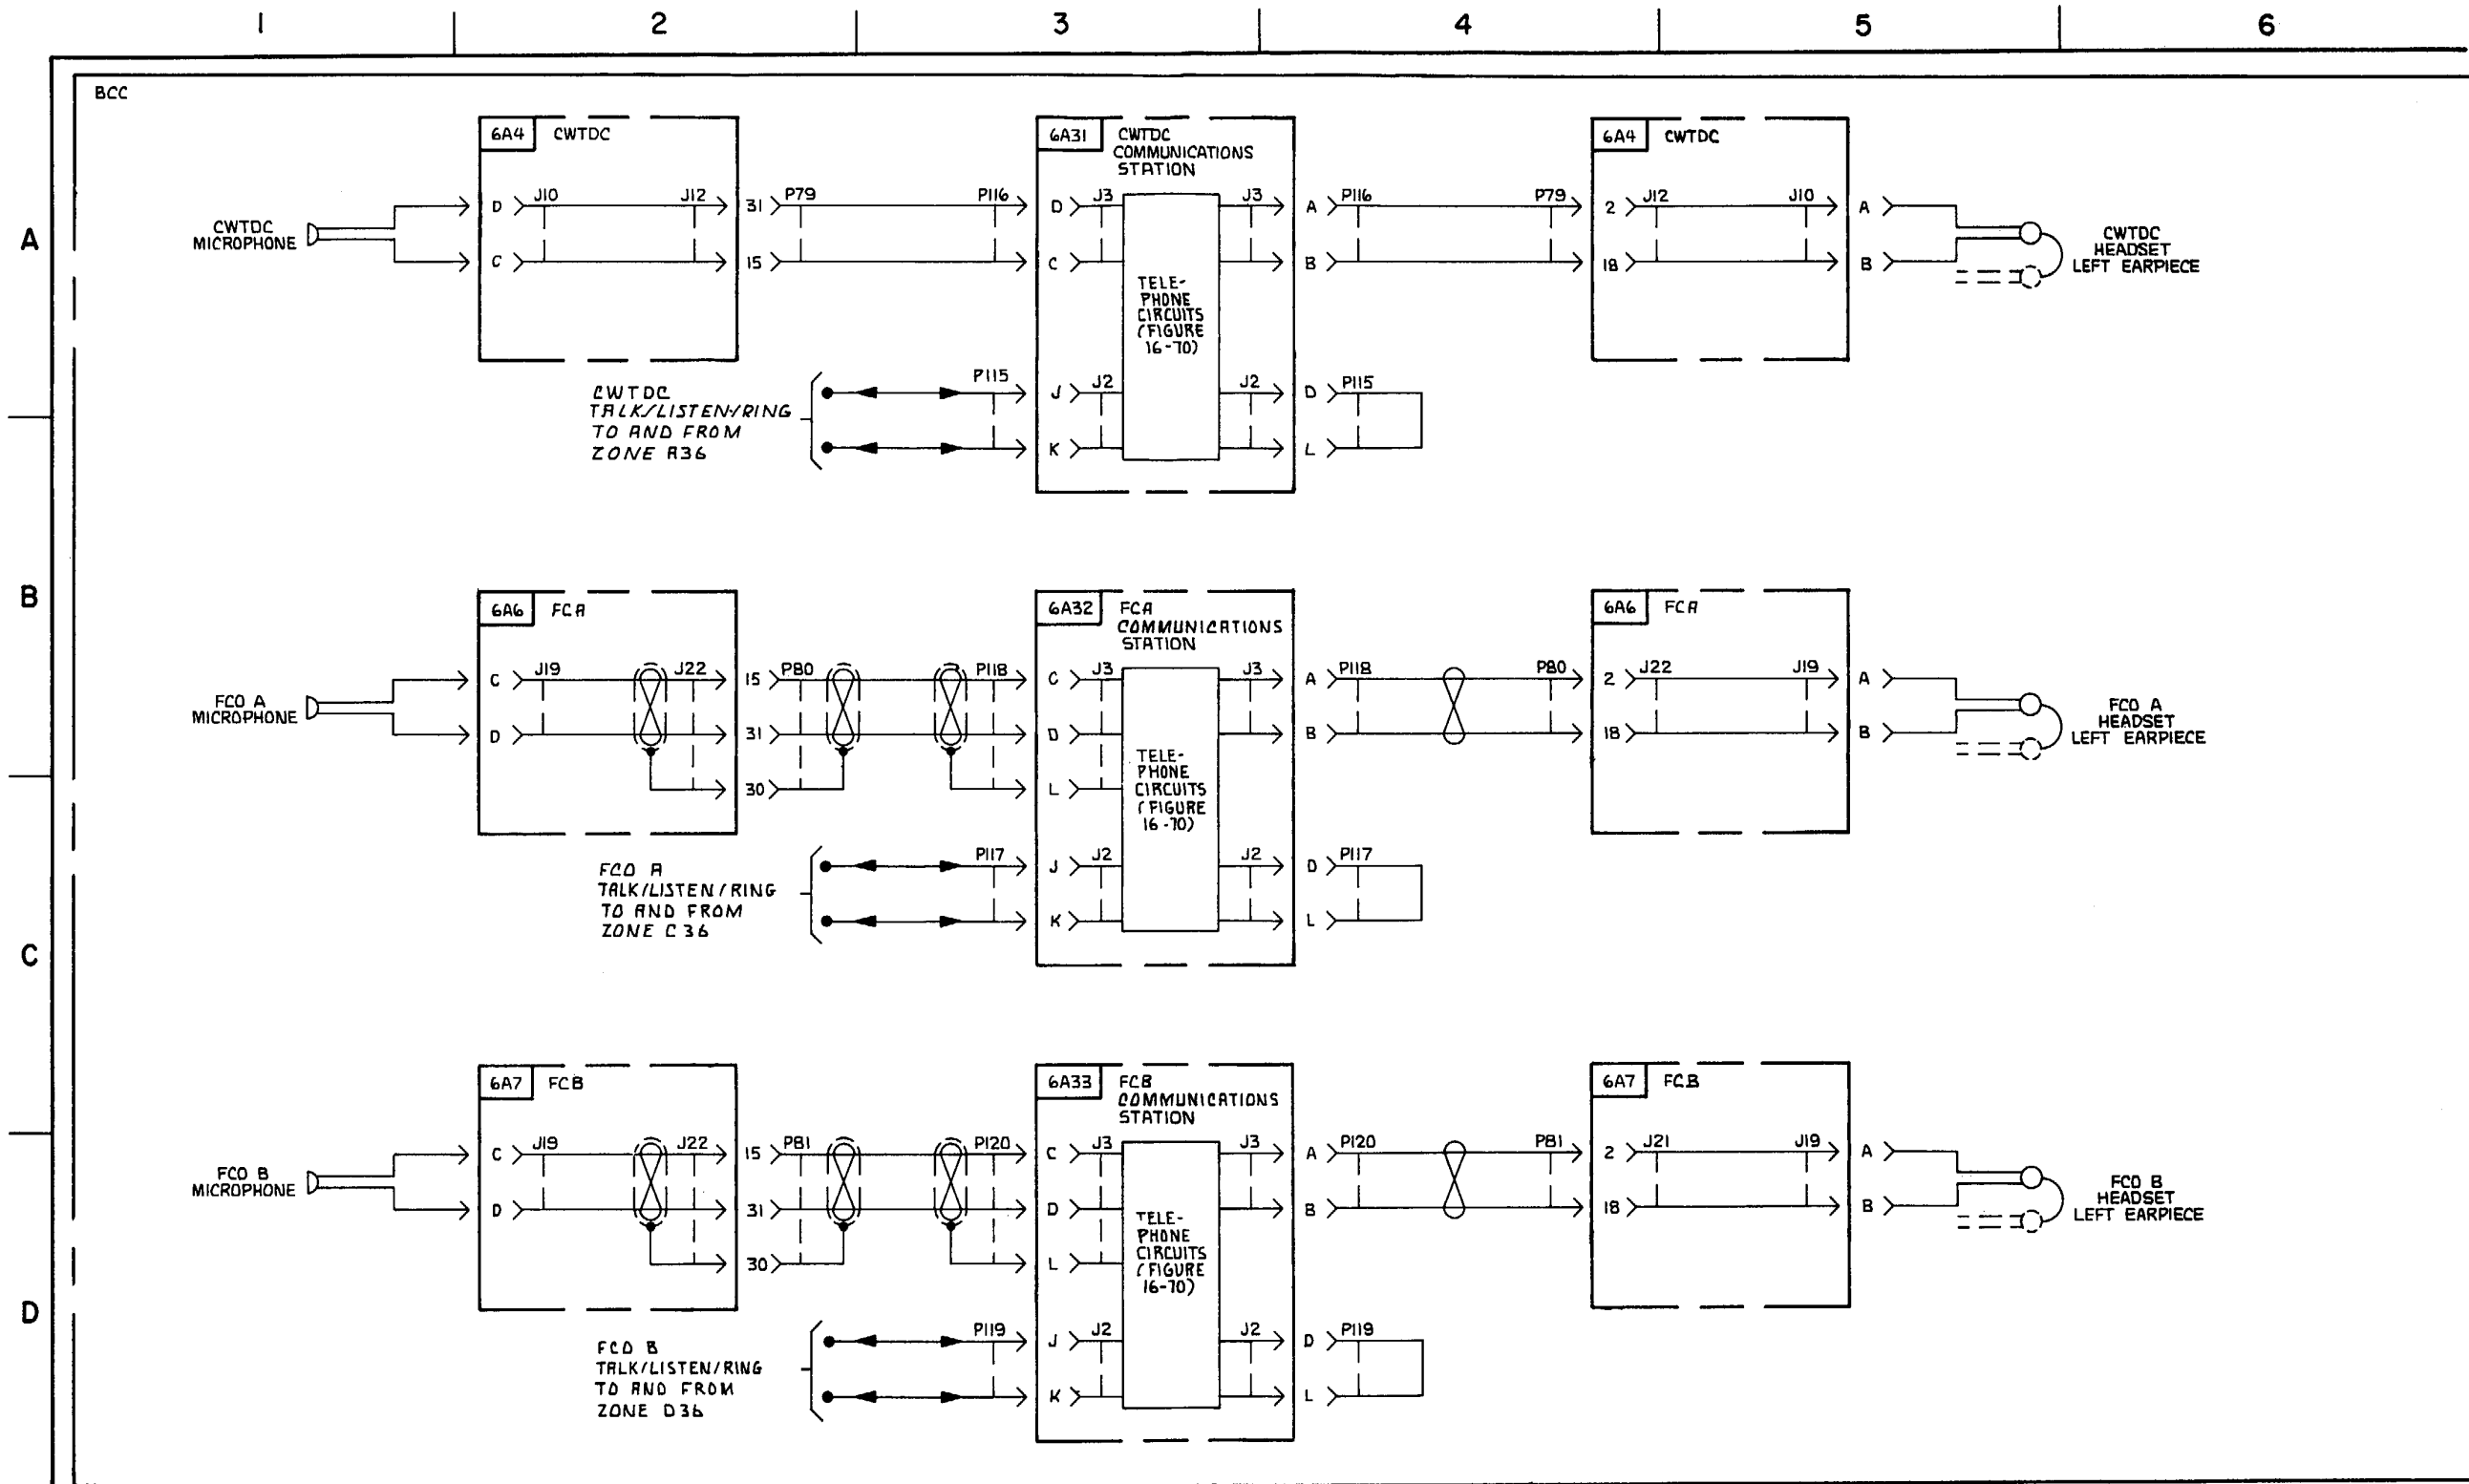 1 2 3 4 5 6
BCC
A
CWTDC
MICROPHONE
6A4 CWTDC
D J10 J12
C
31 P79 P116
15
6A31 CWTDC
COMMUNICATIONS
STATION
D J3 J3
C
TELE-
PHONE
CIRCUITS
(FIGURE
16-70)
J J2 J2
K
A P116 P79
B
6A4 CWTDC
2 J12 J10
18
A
B
CWTDC
HEADSET
LEFT EARPIECE
CWTDC
TALK/LISTEN/RING
TO AND FROM
ZONE A36
P115
D P115
L
B
FCO A
MICROPHONE
6A6 FCA
C J19 J22
D
15 P80 P118
31
30
6A32 FCA
COMMUNICATIONS
STATION
C J3 J3
D
L
TELE-
PHONE
CIRCUITS
(FIGURE
16-70)
J J2 J2
K
A P118 P80
B
6A6 FCA
2 J22 J19
18
A
B
FCO A
HEADSET
LEFT EARPIECE
C
FCO A
TALK/LISTEN/RING
TO AND FROM
ZONE C36
P117
D P117
L
FCO B
MICROPHONE
6A7 FCB
C J19 J22
D
15 P81 P120
31
30
6A33 FCB
COMMUNICATIONS
STATION
C J3 J3
D
L
TELE-
PHONE
CIRCUITS
(FIGURE
16-70)
J J2 J2
K
A P120 P81
B
6A7 FCB
2 J21 J19
18
A
B
FCO B
HEADSET
LEFT EARPIECE
D
FCO B
TALK/LISTEN/RING
TO AND FROM
ZONE D36
P119
D P119
L